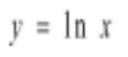 y = ln x